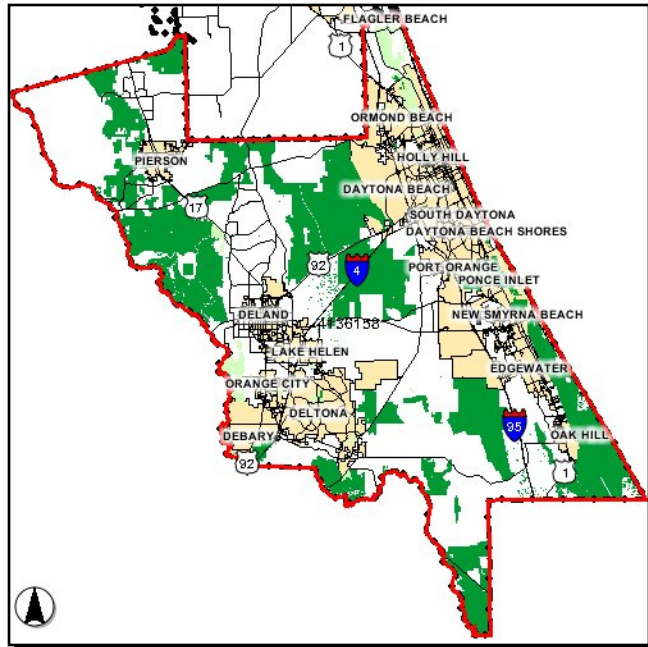 FLAGLER BEACH
1
ORMOND BEACH
HOLLY HILL
PIERSON
DAYTONA BEACH
17
SOUTH DAYTONA
DAYTONA BEACH SHORES
92
4
PORT ORANGE
PONCE INLET
DELAND
NEW SMYRNA BEACH
LAKE HELEN
EDGEWATER
ORANGE CITY
DELTONA
95
DEBARY
OAK HILL
92
1